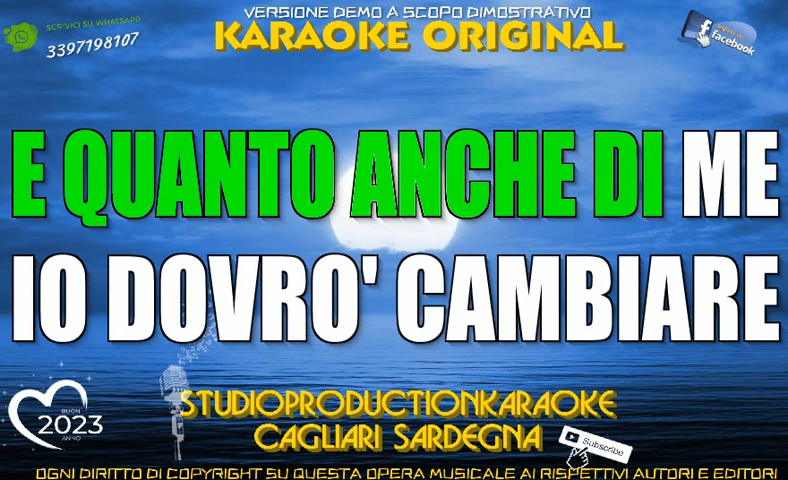 VERSIONE DEMO A SCOPO DIMOSTRATIVO
KARAOKE ORIGINAL
SCRIVICI SU WHATSAPP
3397198107
facebook
E QUANTO ANCHE DI ME
IO DOVRO' CAMBIARE
BUON
2023
ANNO
STUDIOPRODUCTIONKARAOKE
CAGLIARI SARDEGNA
Subscribe
OGNI DIRITTO DI COPYRIGHT SU QUESTA OPERA MUSICALE AI RISPETTIVI AUTORI E EDITORI